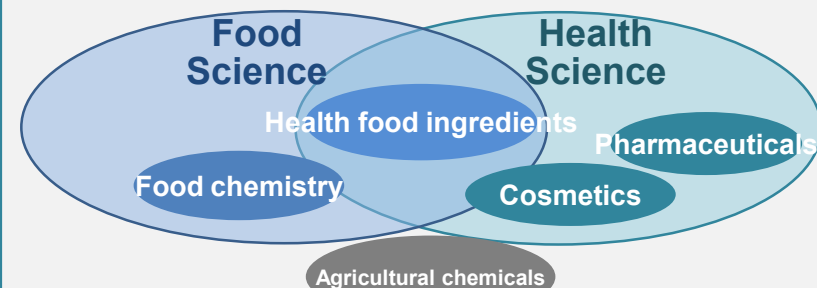 Food
Science
Health
Science
Health food ingredients
Pharmaceuticals
Food chemistry
Cosmetics
Agricultural chemicals